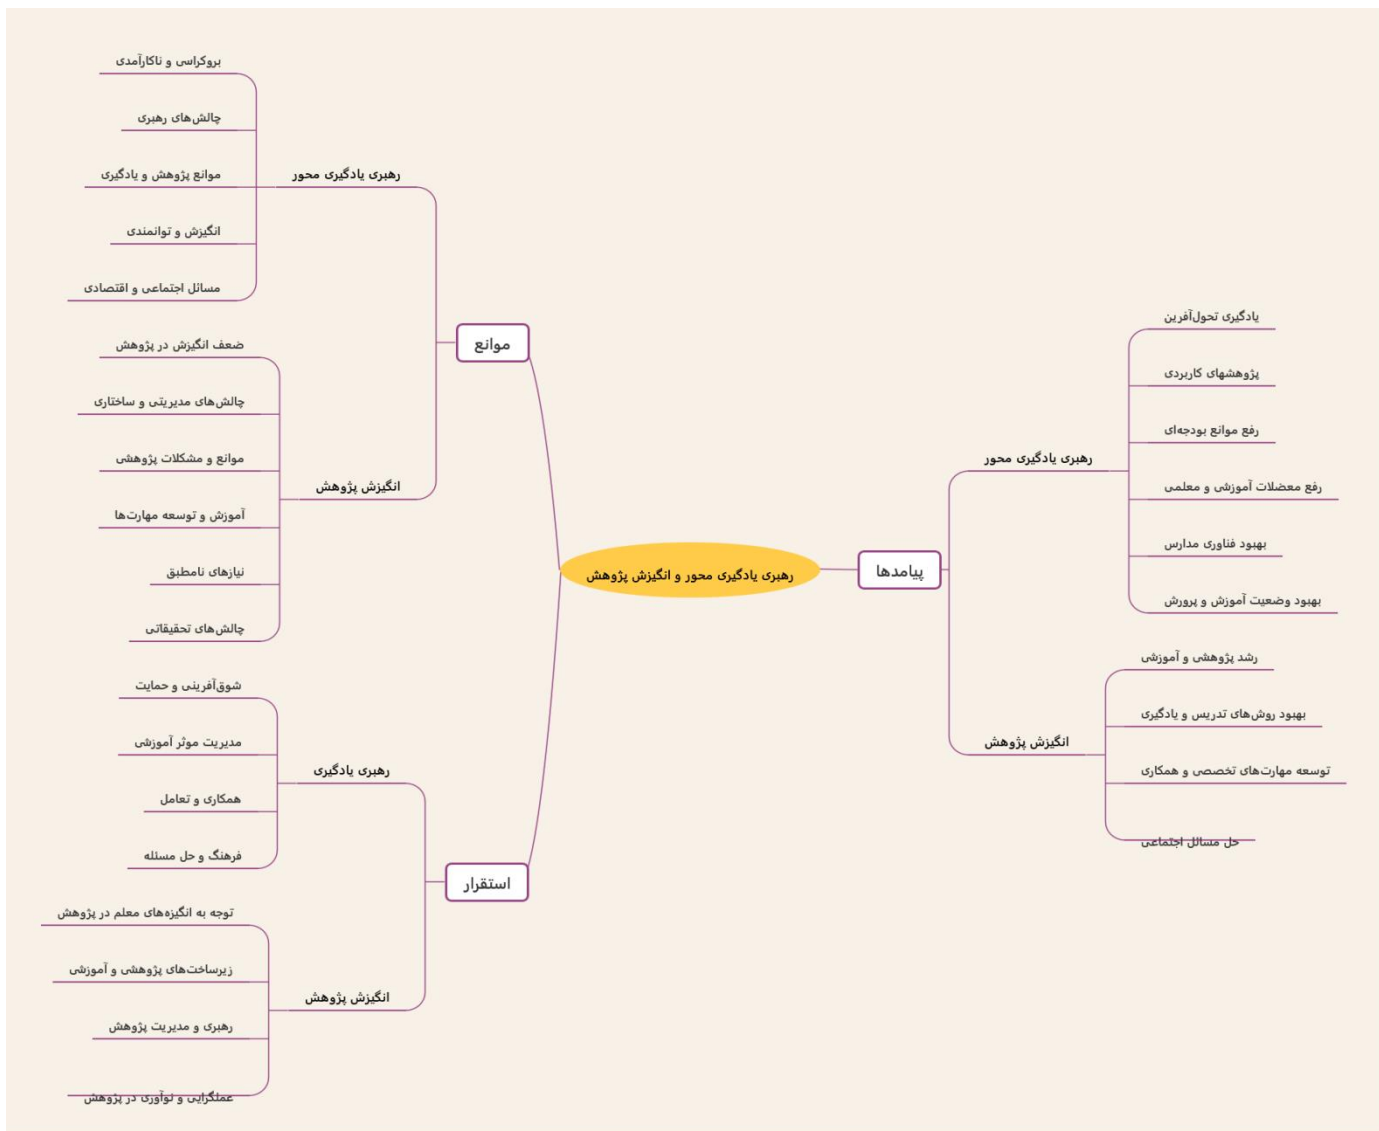 رهبری یادگیری محور و انگیزش پژوهش
پیامدها
رهبری یادگیری محور
یادگیری تحول‌آفرین
پژوهشهای کاربردی
رفع موانع بودجه‌ای
رفع معضلات آموزشی و معلمی
بهبود فناوری مدارس
بهبود وضعیت آموزش و پرورش
انگیزش پژوهش
رشد پژوهشی و آموزشی
بهبود روش‌های تدریس و یادگیری
توسعه مهارت‌های تخصصی و همکاری
حل مسائل اجتماعی
موانع
رهبری یادگیری محور
بروکراسی و ناکارآمدی
چالش‌های رهبری
موانع پژوهش و یادگیری
انگیزش و توانمندی
مسائل اجتماعی و اقتصادی
انگیزش پژوهش
ضعف انگیزش در پژوهش
چالش‌های مدیریتی و ساختاری
موانع و مشکلات پژوهشی
آموزش و توسعه مهارت‌ها
نیازهای نامطبق
چالش‌های تحقیقاتی
استقرار
رهبری یادگیری
شوق‌آفرینی و حمایت
مدیریت موثر آموزشی
همکاری و تعامل
فرهنگ و حل مسئله
انگیزش پژوهش
توجه به انگیزه‌های معلم در پژوهش
زیرساخت‌های پژوهشی و آموزشی
رهبری و مدیریت پژوهش
عملگرایی و نوآوری در پژوهش